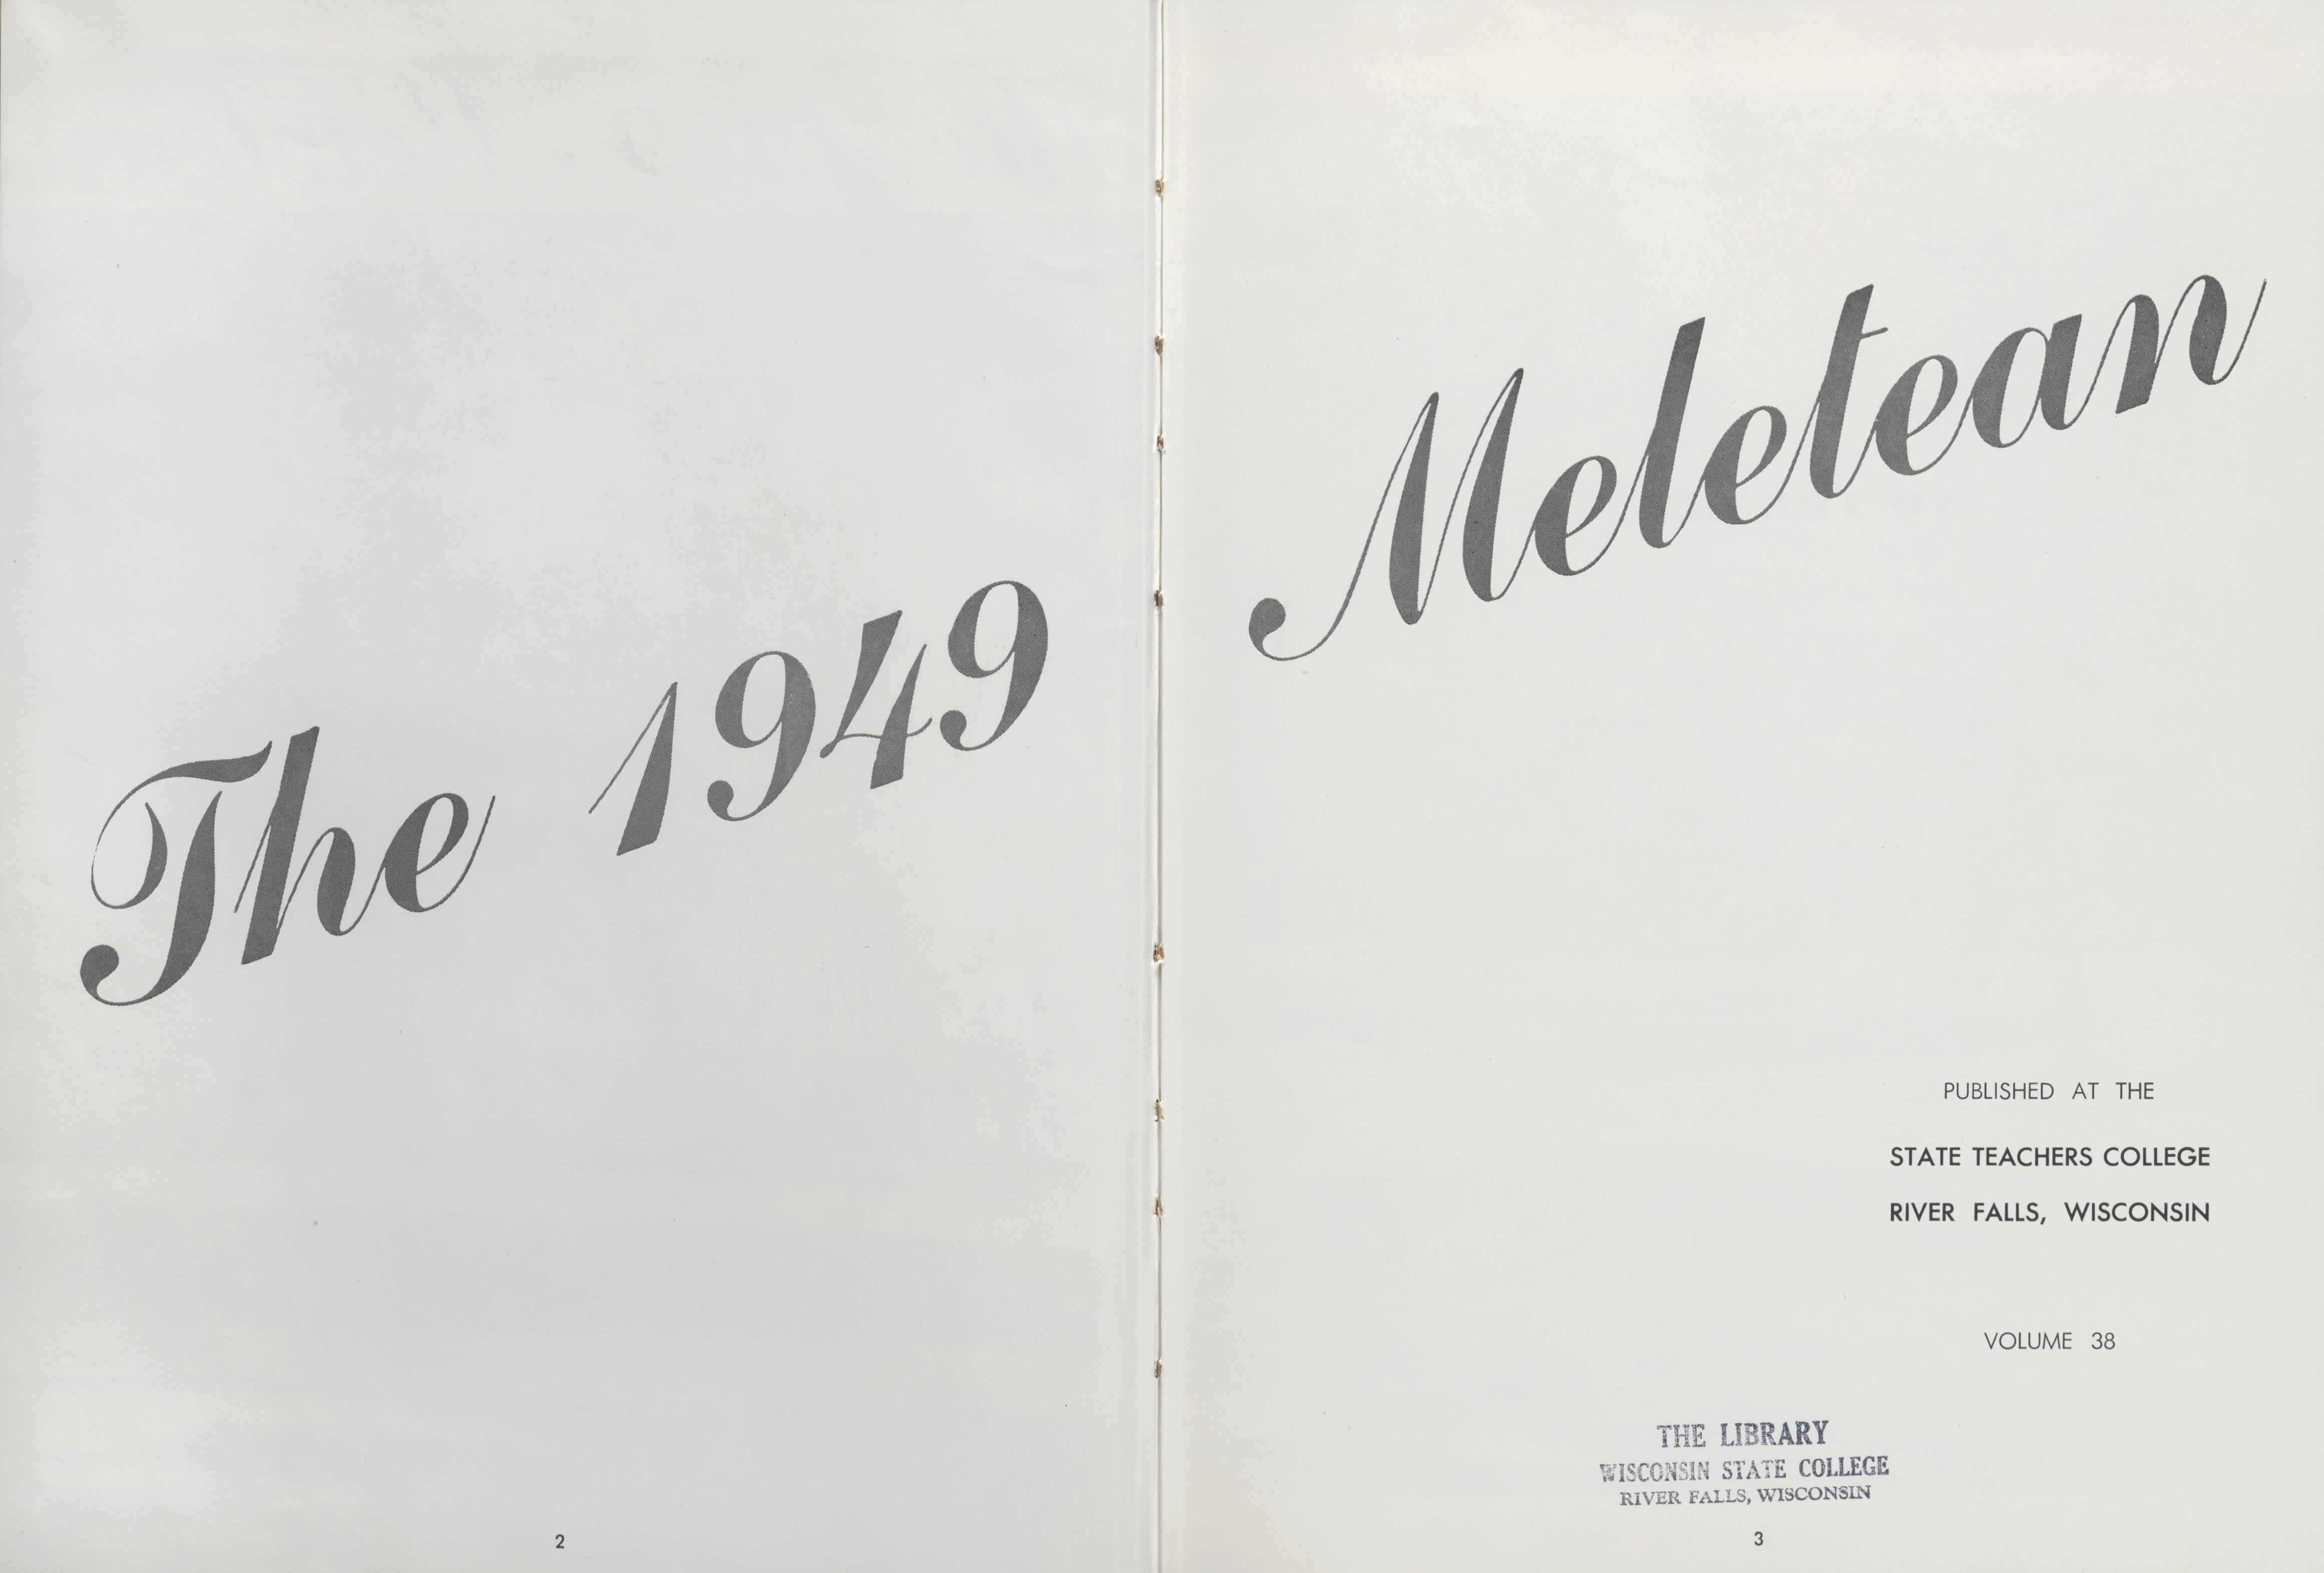 The 1949 Meletean
PUBLISHED AT THE
STATE TEACHERS COLLEGE
RIVER FALLS, WISCONSIN
VOLUME 38
THE LIBRARY
WISCONSIN STATE COLLEGE
RIVER FALLS, WISCONSIN
2
3